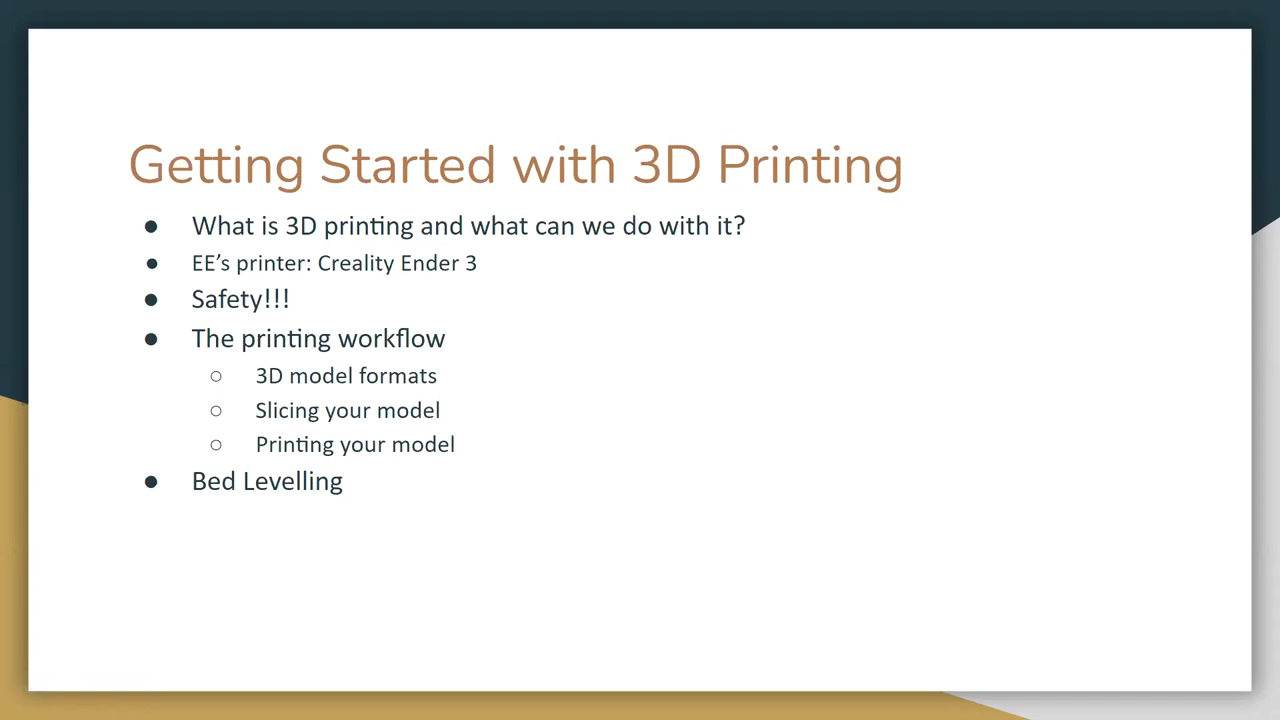 Getting Started with 3D Printing
● What is 3D printing and what can we do with it?
● EE’s printer: Creality Ender 3
● Safety!!!
● The printing workflow
○ 3D model formats
○ Slicing your model
○ Printing your model
● Bed Levelling